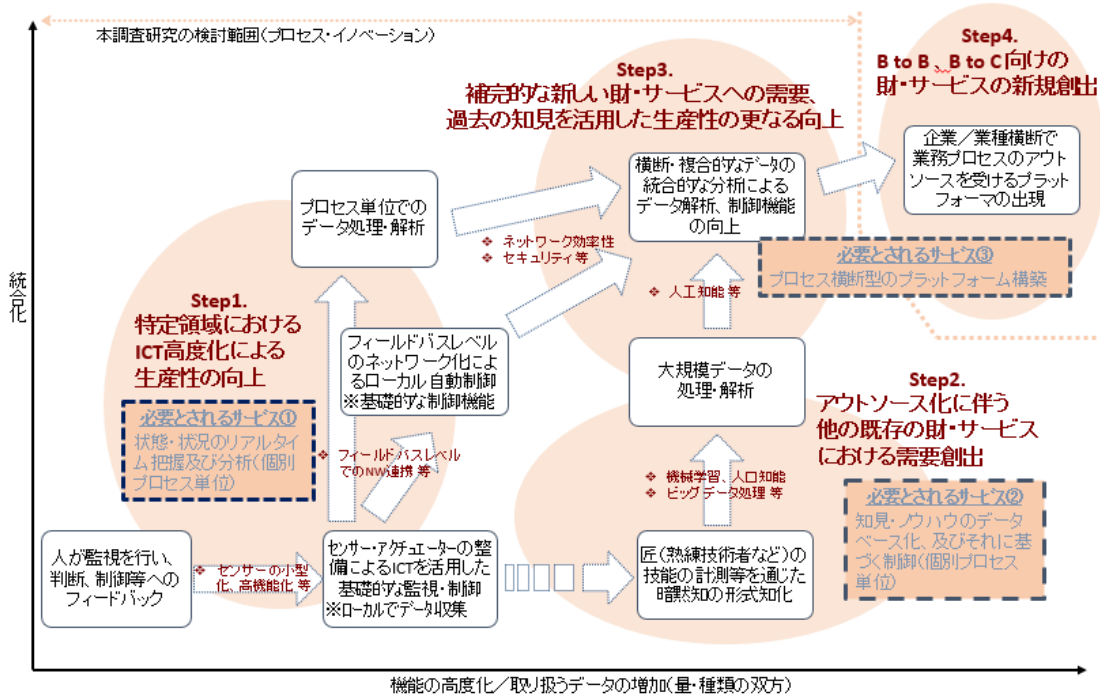 本調査研究の検討範囲(プロセス・イノベーション)
Step4.
B to B、B to C向けの
財・サービスの新規創出
Step3.
補完的な新しい財・サービスへの需要、
過去の知見を活用した生産性の更なる向上
企業/業種横断で
業務プロセスのアウト
ソースを受けるプラット
フォーマの出現
横断・複合的なデータの
統合的な分析による
データ解析、制御機能
の向上
プロセス単位での
データ処理・解析
❖ ネットワーク効率性
❖ セキュリティ等
必要とされるサービス③
プロセス横断型のプラットフォーム構築
❖ 人工知能 等
統合化
Step1.
特定領域における
ICT高度化による
生産性の向上
フィールドバスレベル
のネットワーク化によ
るローカル自動制御
※基礎的な制御機能
大規模データの
処理・解析
Step2.
アウトソース化に伴う
他の既存の財・サービス
における需要創出
必要とされるサービス①
状態・状況のリアルタイ
ム把握及び分析(個別
プロセス単位)
❖ フィールドバスレベル
でのNW連携 等
❖ 機械学習、人口知能
❖ ビッグデータ処理 等
必要とされるサービス②
知見・ノウハウのデータ
ベース化、及びそれに基
づく制御(個別プロセス
単位)
人が監視を行い、
判断、制御等への
フィードバック
❖ センサーの小型
化、高機能化 等
センサー・アクチュエーターの整
備によるICTを活用した
基礎的な監視・制御
※ローカルでデータ収集
匠(熟練技術者など)の
技能の計測等を通じた
暗黙知の形式知化
機能の高度化/取り扱うデータの増加(量・種類の双方)